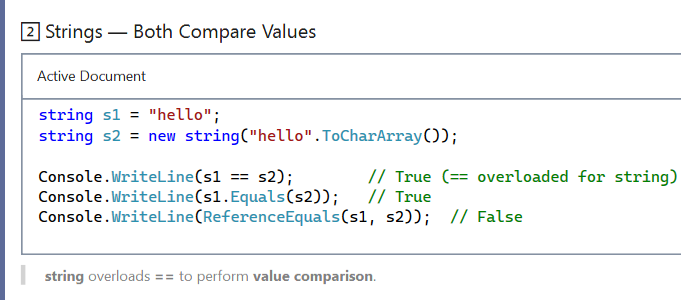 2 Strings — Both Compare Values
Active Document
string s1 = "hello";
string s2 = new string("hello".ToCharArray());
Console.WriteLine(s1 == s2);        // True (== overloaded for string)
Console.WriteLine(s1.Equals(s2));   // True
Console.WriteLine(ReferenceEquals(s1, s2));  // False
string overloads == to perform value comparison.